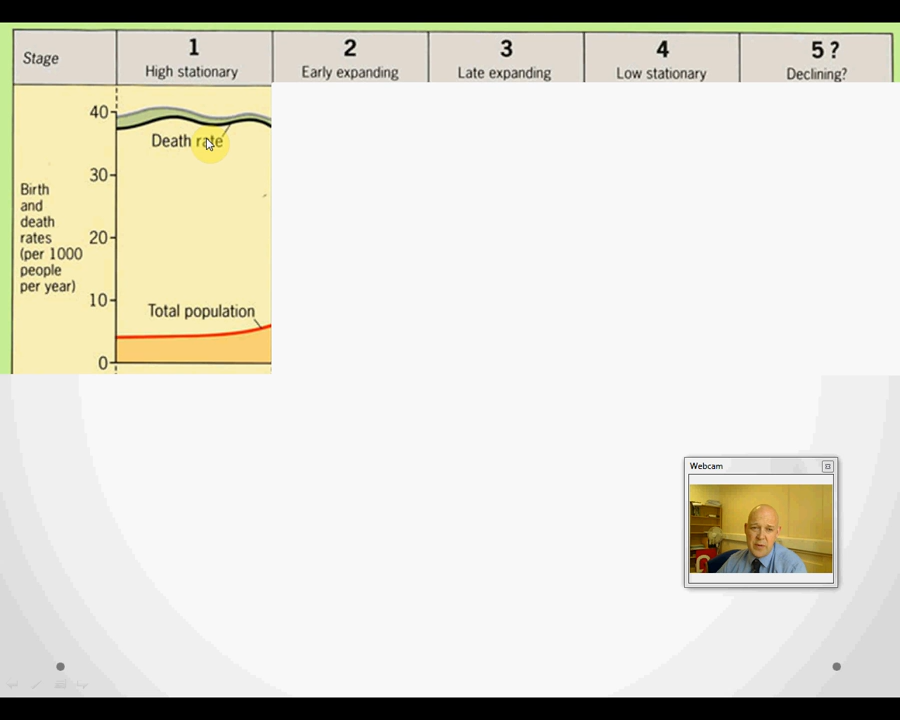 Stage
1
High stationary
2
Early expanding
3
Late expanding
4
Low stationary
5 ?
Declining?
40
30
20
10
0
Birth
and
death
rates
(per 1000
people
per year)
Death rate
Total population
Webcam